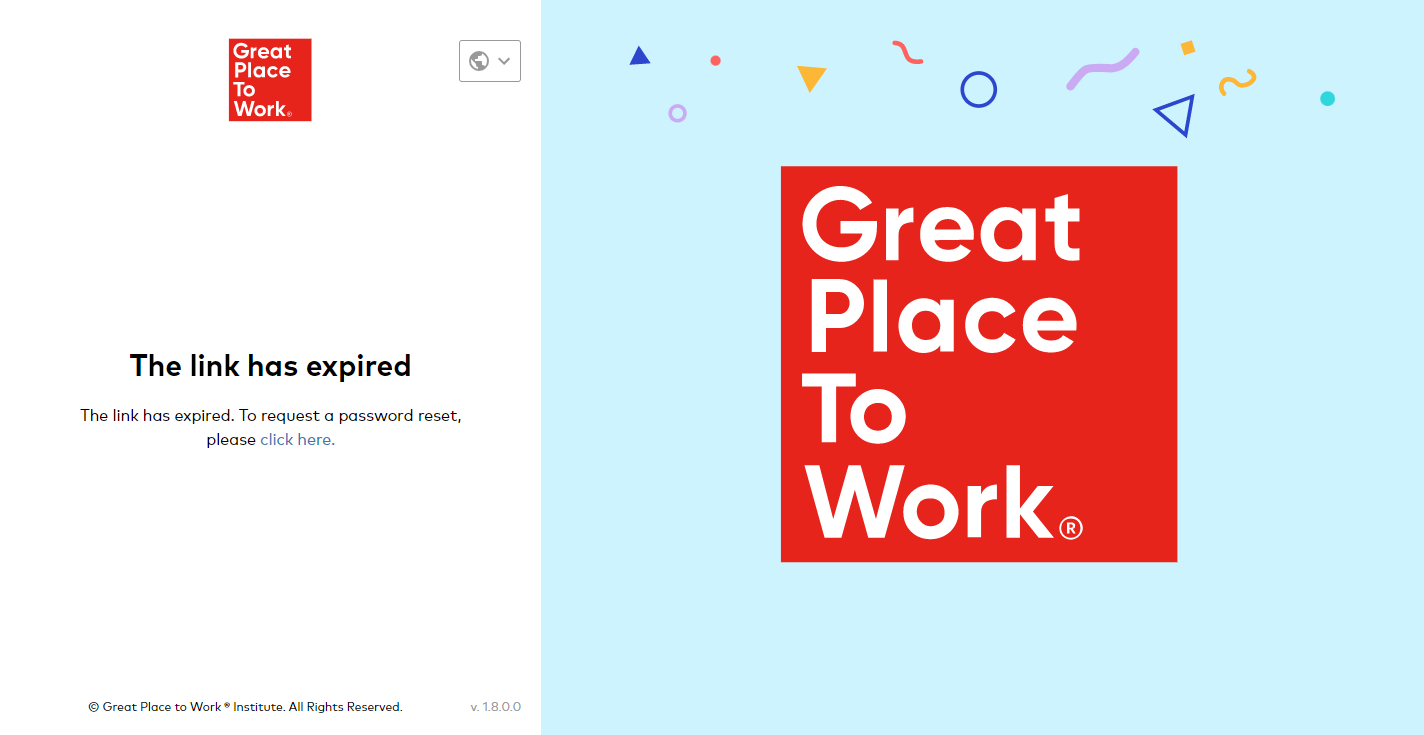 Great
Place
To
Work®
The link has expired
The link has expired. To request a password reset,
please click here.
© Great Place to Work® Institute. All Rights Reserved.
v. 1.8.0.0
Great
Place
To
Work®